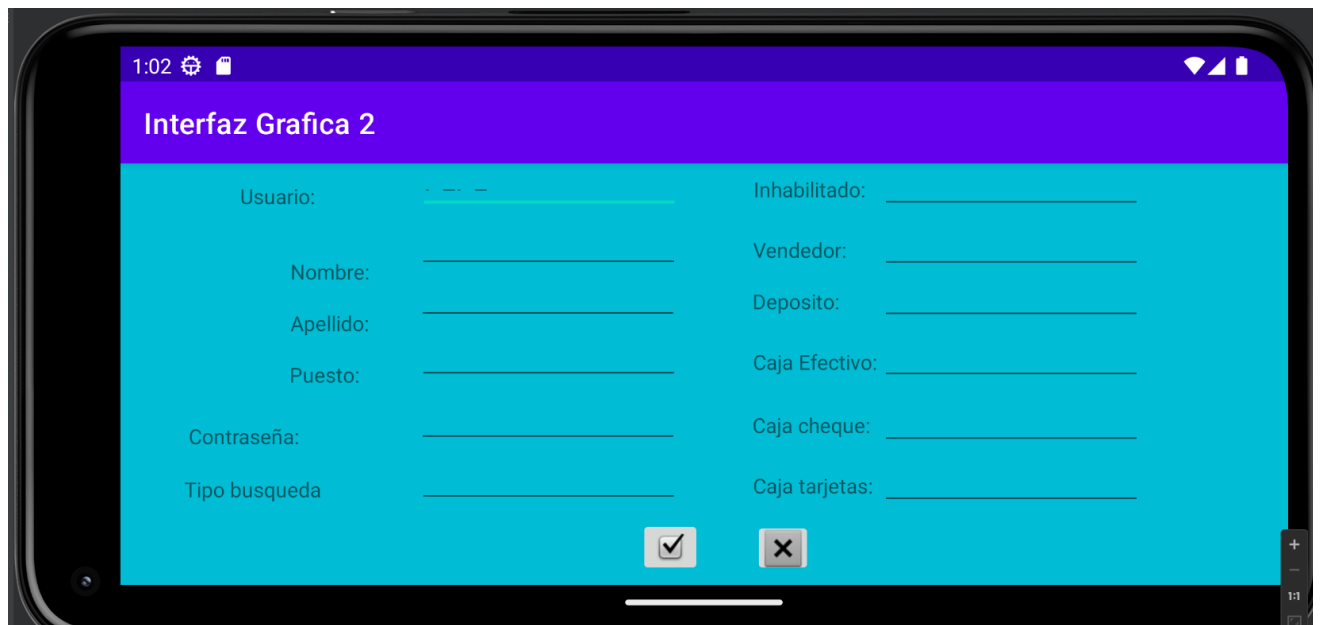 1:02
Interfaz Grafica 2
Usuario:
Nombre:
Apellido:
Puesto:
Contraseña:
Tipo busqueda
Inhabilitado:
Vendedor:
Deposito:
Caja Efectivo:
Caja cheque:
Caja tarjetas:
1:1